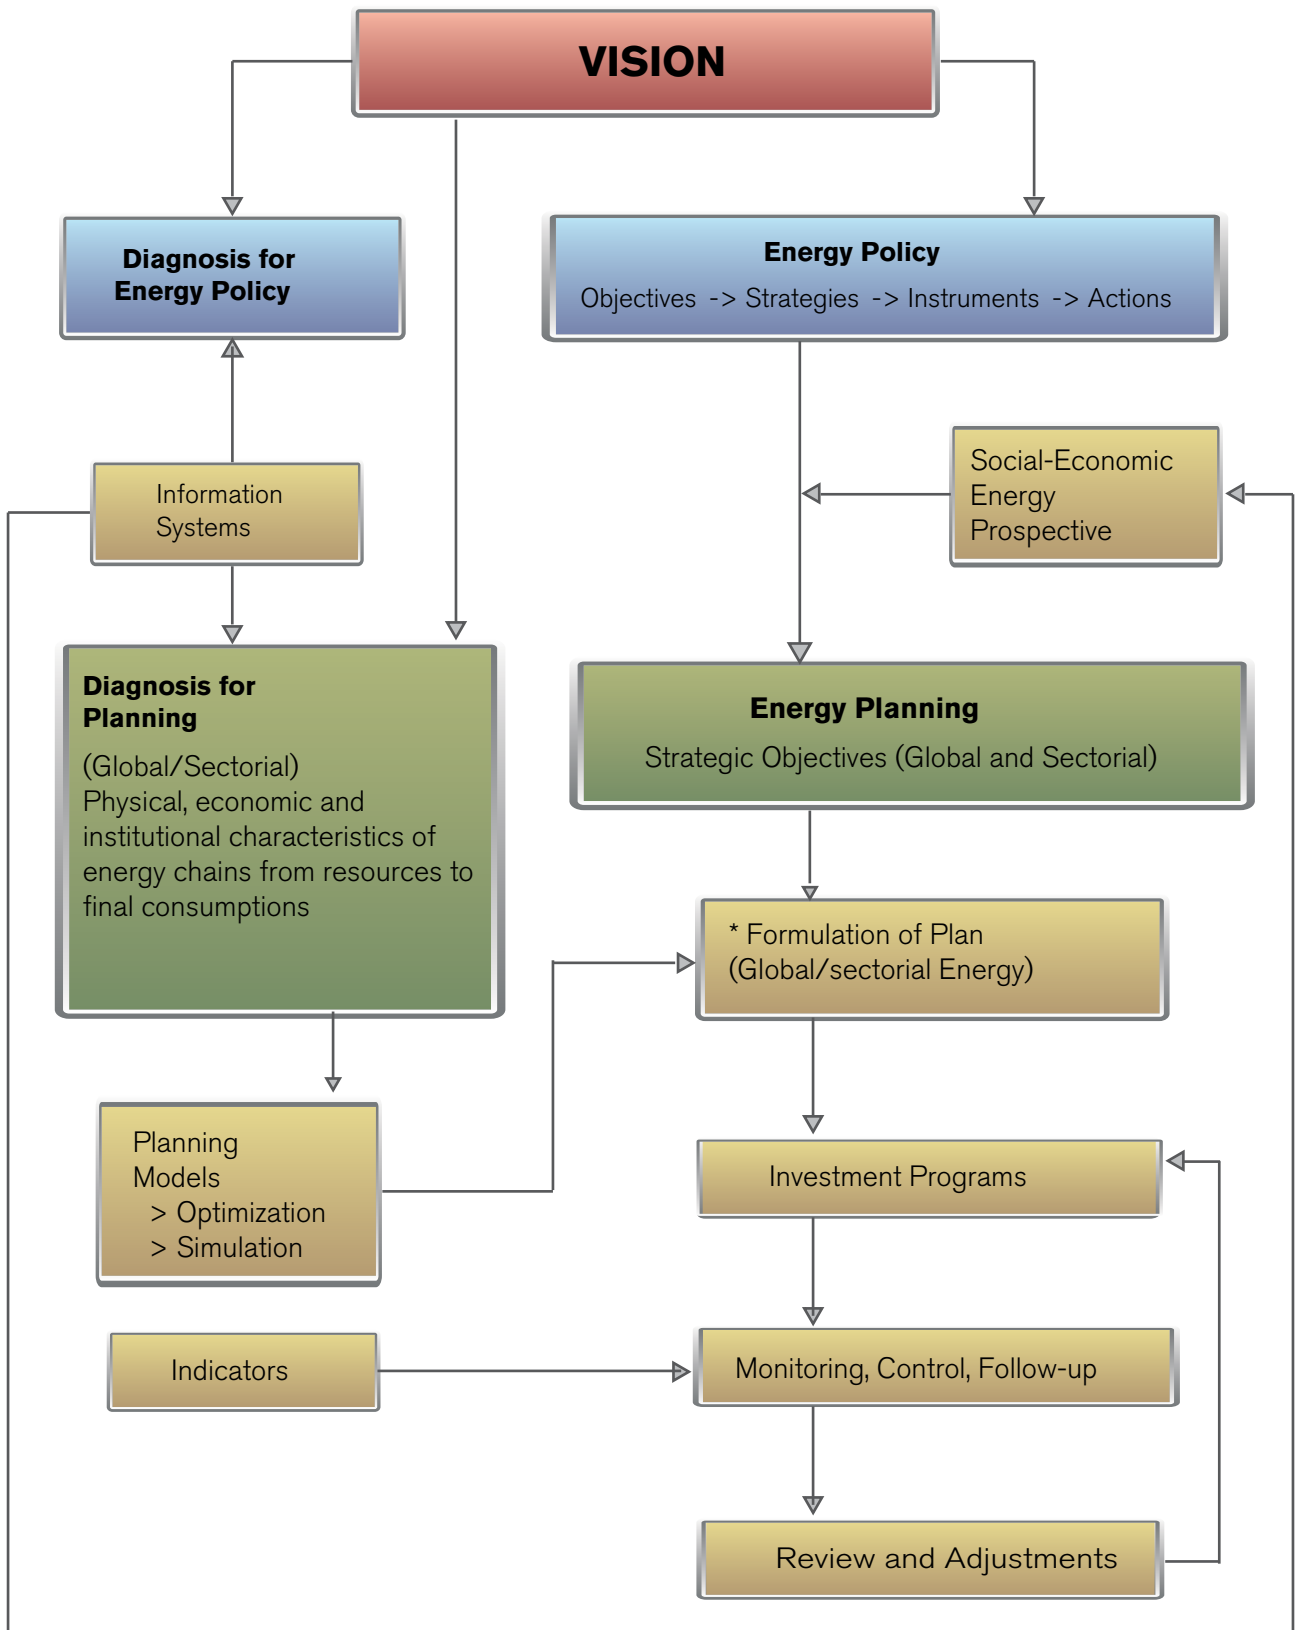 VISION
Diagnosis for
Energy Policy
Energy Policy
Objectives -> Strategies -> Instruments -> Actions
Information
Systems
Social-Economic
Energy
Prospective
Diagnosis for
Planning
(Global/Sectorial)
Physical, economic and
institutional characteristics of
energy chains from resources to
final consumptions
Energy Planning
Strategic Objectives (Global and Sectorial)
* Formulation of Plan
(Global/sectorial Energy)
Planning
Models
> Optimization
> Simulation
Investment Programs
Indicators
Monitoring, Control, Follow-up
Review and Adjustments